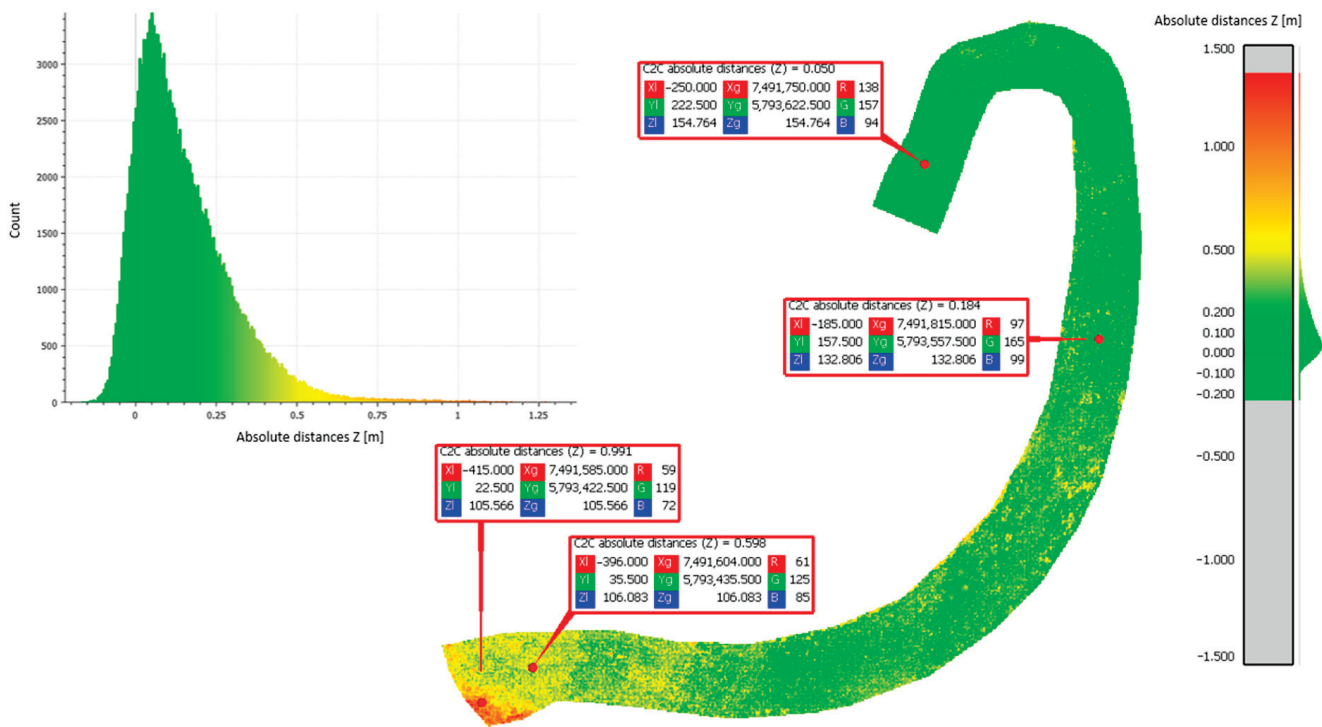 Count
3000
2500
2000
1500
1000
500
0
0 0.25 0.5 0.75 1 1.25
Absolute distances Z [m]
C2C absolute distances (Z) = 0.050
Xl -250.000 Xg 7,491,750.000 R 138
Yl 222.500 Yg 5,793,622.500 G 157
Zl 154.764 Zg 154.764 B 94
C2C absolute distances (Z) = 0.184
Xl -185.000 Xg 7,491,815.000 R 97
Yl 157.500 Yg 5,793,557.500 G 165
Zl 132.806 Zg 132.806 B 99
C2C absolute distances (Z) = 0.991
Xl -415.000 Xg 7,491,585.000 R 59
Yl 22.500 Yg 5,793,422.500 G 119
Zl 105.566 Zg 105.566 B 72
C2C absolute distances (Z) = 0.598
Xl -396.000 Xg 7,491,604.000 R 61
Yl 35.500 Yg 5,793,435.500 G 125
Zl 106.083 Zg 106.083 B 85
Absolute distances Z [m]
1.500
1.000
0.500
0.200
0.100
0.000
-0.100
-0.200
-0.500
-1.000
-1.500